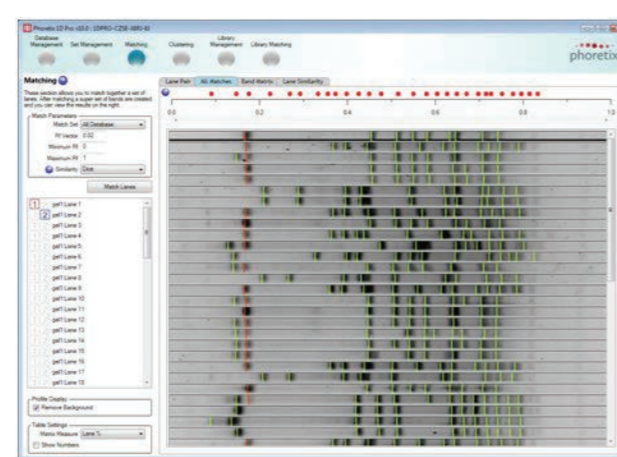 Phoretix 1D Pro
Database Management
Set Management
Matching
Clustering
Library Management
Library Matching
phoretix
Matching
These section allows you to match together a set of
lanes. After matching a super set of bands are created
and you can view the results on the right.
Match Parameters
Match Set All Database
Rf Vector 0.02
Minimum Rf 0
Maximum Rf 1
Similarity Dice
Match Lanes
1 gel1 Lane 1
2 gel1 Lane 2
gel1 Lane 3
gel1 Lane 4
gel1 Lane 5
gel1 Lane 6
gel1 Lane 7
gel1 Lane 8
gel1 Lane 9
gel1 Lane 10
gel1 Lane 11
gel1 Lane 12
gel1 Lane 13
gel1 Lane 14
gel1 Lane 15
gel1 Lane 16
gel1 Lane 17
gel1 Lane 18
Profile Display
Remove Background
Table Settings
Matrix Measure Lane %
Show Numbers
Lane Pair
All Matches
Band Matrix
Lane Similarity
0.0 0.2 0.4 0.6 0.8 1.0